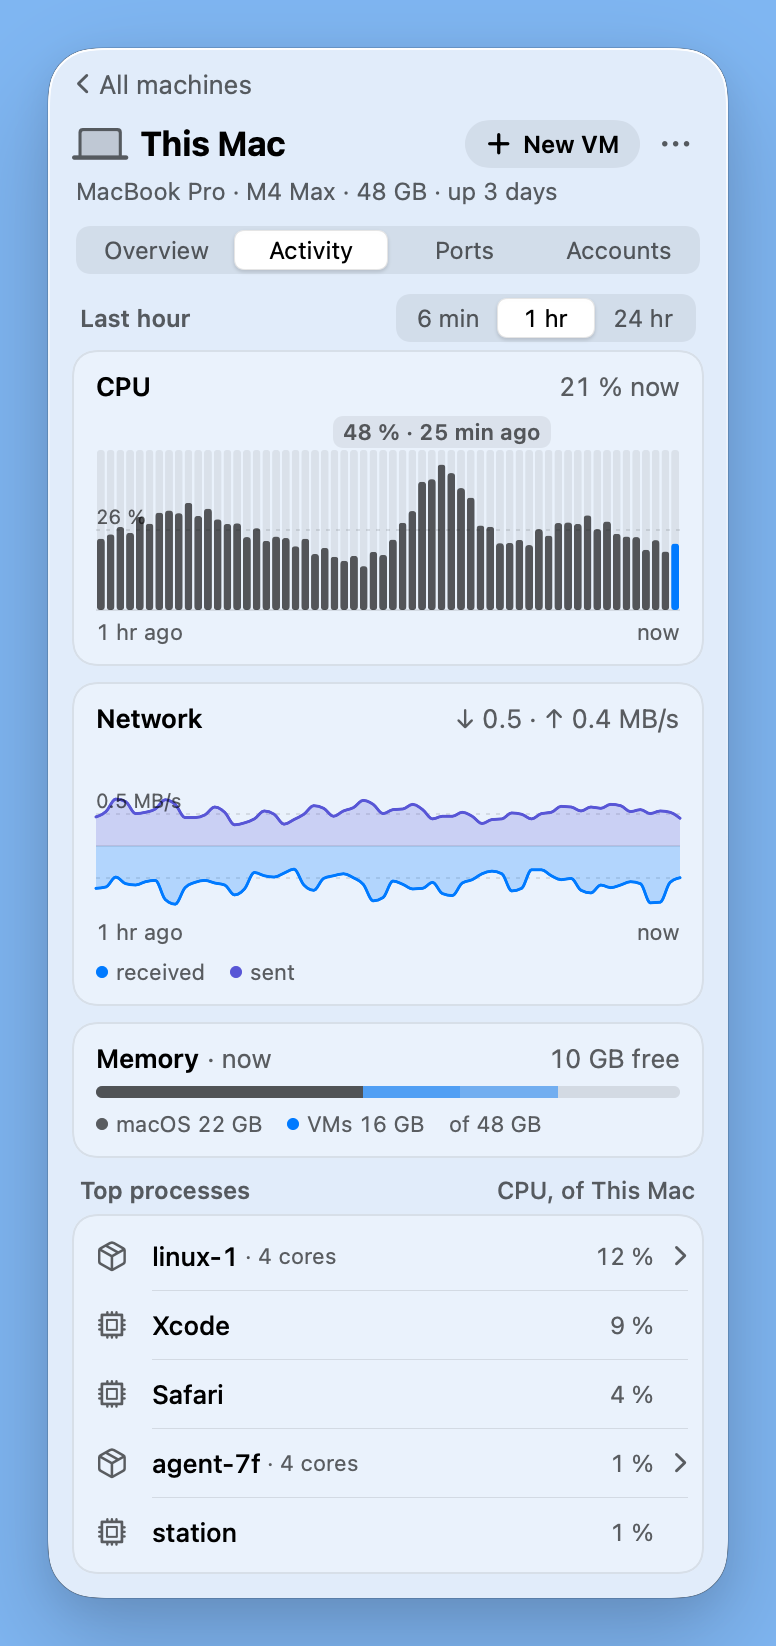 All machines
This Mac
New VM
MacBook Pro · M4 Max · 48 GB · up 3 days
Overview Activity Ports Accounts
Last hour
6 min 1 hr 24 hr
CPU
21 % now
48 % · 25 min ago
26 %
1 hr ago
now
Network
↓ 0.5 · ↑ 0.4 MB/s
0.5 MB/s
1 hr ago
now
received sent
Memory · now
10 GB free
macOS 22 GB VMs 16 GB of 48 GB
Top processes
CPU, of This Mac
linux-1 · 4 cores 12 %
Xcode 9 %
Safari 4 %
agent-7f · 4 cores 1 %
station 1 %